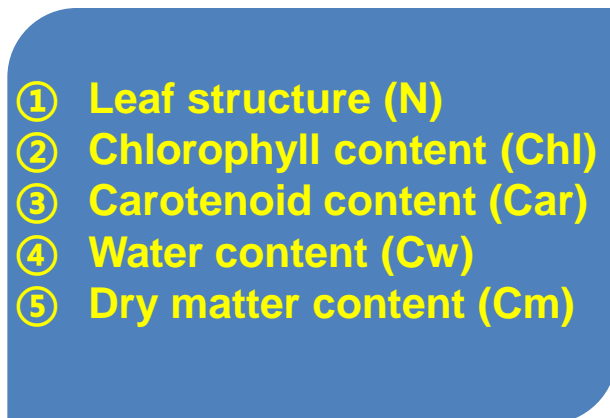 ① Leaf structure (N)
② Chlorophyll content (Chl)
③ Carotenoid content (Car)
④ Water content (Cw)
⑤ Dry matter content (Cm)